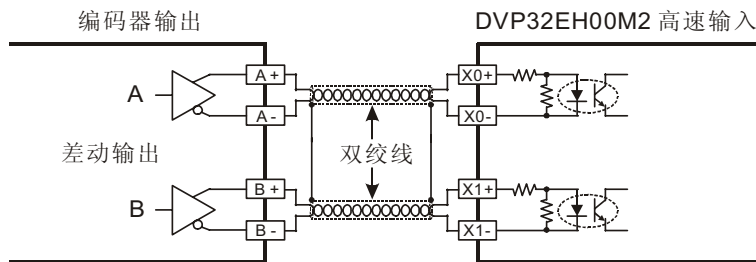 编码器输出
DVP32EH00M2 高速输入
A
A+
A-
X0+
X0-
差动输出
双绞线
B
B+
B-
X1+
X1-